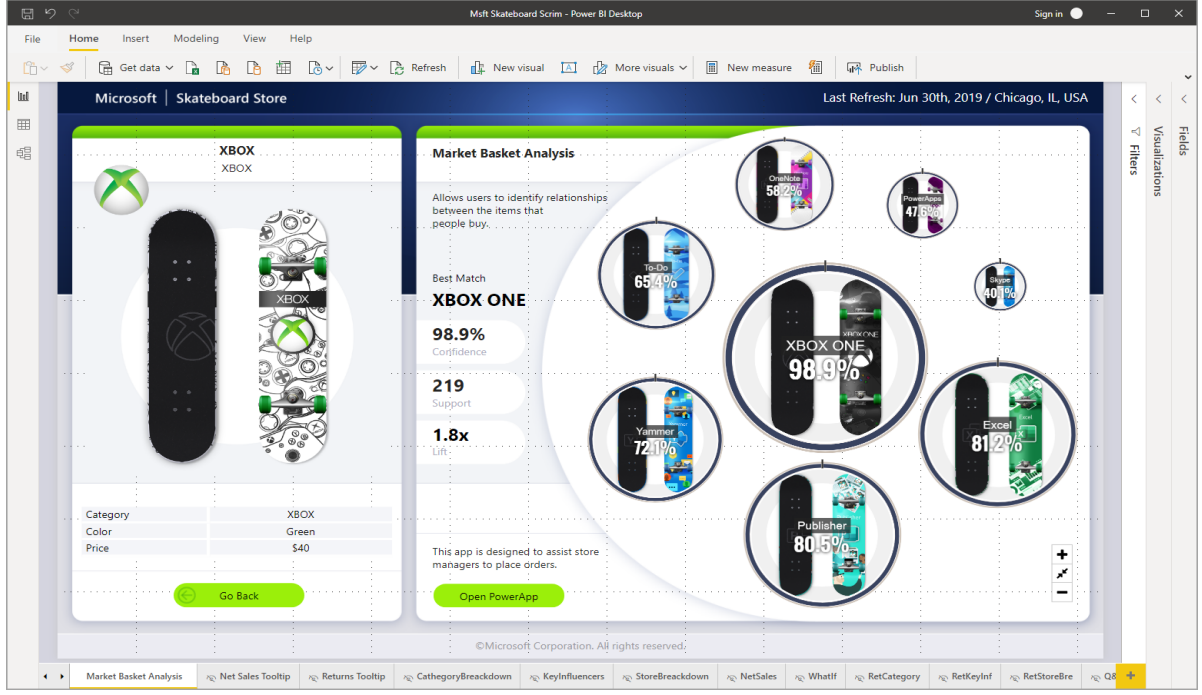 Msft Skateboard Scrim - Power BI Desktop
Sign in
File Home Insert Modeling View Help
Get data Refresh New visual More visuals New measure Publish
Microsoft | Skateboard Store
Last Refresh: Jun 30th, 2019 / Chicago, IL, USA
XBOX
XBOX
XBOX
Category XBOX
Color Green
Price $40
Go Back
Market Basket Analysis
Allows users to identify relationships
between the items that
people buy.
Best Match
XBOX ONE
98.9%
Confidence
219
Support
1.8x
Lift
This app is designed to assist store
managers to place orders.
Open PowerApp
OneNote
58.2%
PowerApps
47.6%
To-Do
65.4%
Skype
40.1%
XBOX ONE
XBOX ONE
98.9%
Yammer
72.1%
Excel
Excel
81.2%
Publisher
80.5%
Filters
Visualizations
Fields
©Microsoft Corporation. All rights reserved.
Market Basket Analysis Net Sales Tooltip Returns Tooltip CathegoryBreakdown KeyInfluencers StoreBreakdown NetSales WhatIf RetCategory RetKeyInf RetStoreBre Q&